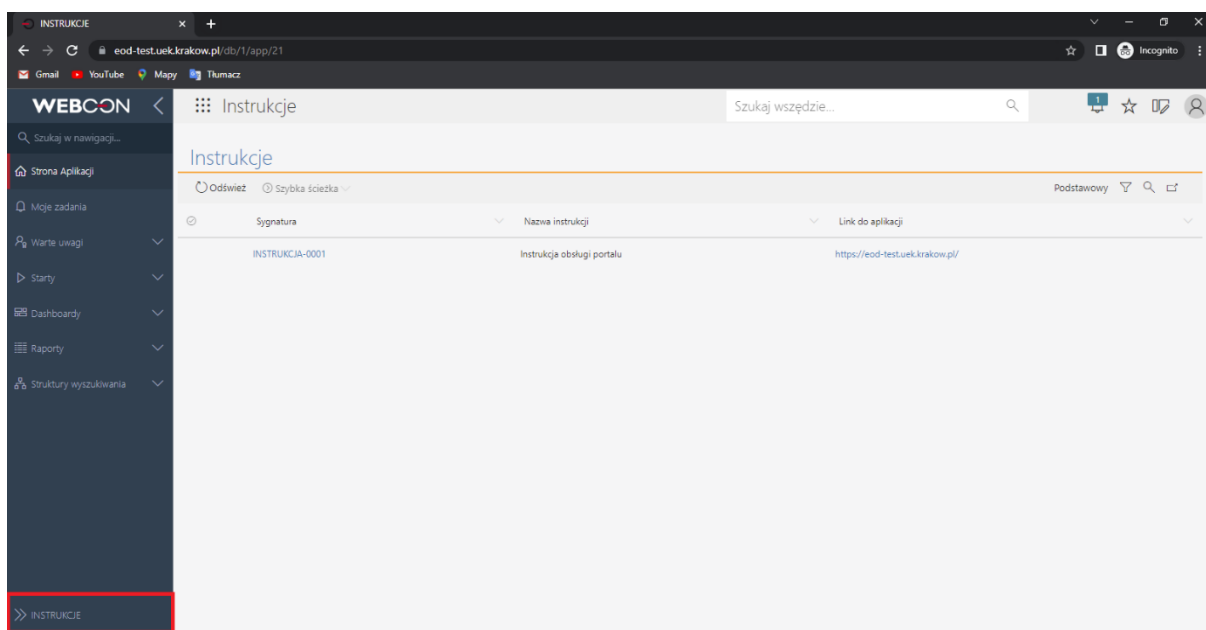 INSTRUKCJE
eod-test.uek.krakow.pl/db/1/app/21
Incognito
Gmail YouTube Mapy Tłumacz
WEBCON
Instrukcje
Szukaj wszędzie...
1
Szukaj w nawigacji...
Strona Aplikacji
Moje zadania
Warte uwagi
Starty
Dashboardy
Raporty
Struktury wyszukiwania
INSTRUKCJE
Instrukcje
Odśwież Szybka ścieżka
Podstawowy
Sygnatura Nazwa instrukcji Link do aplikacji
INSTRUKCJA-0001 Instrukcja obsługi portalu https://eod-test.uek.krakow.pl/